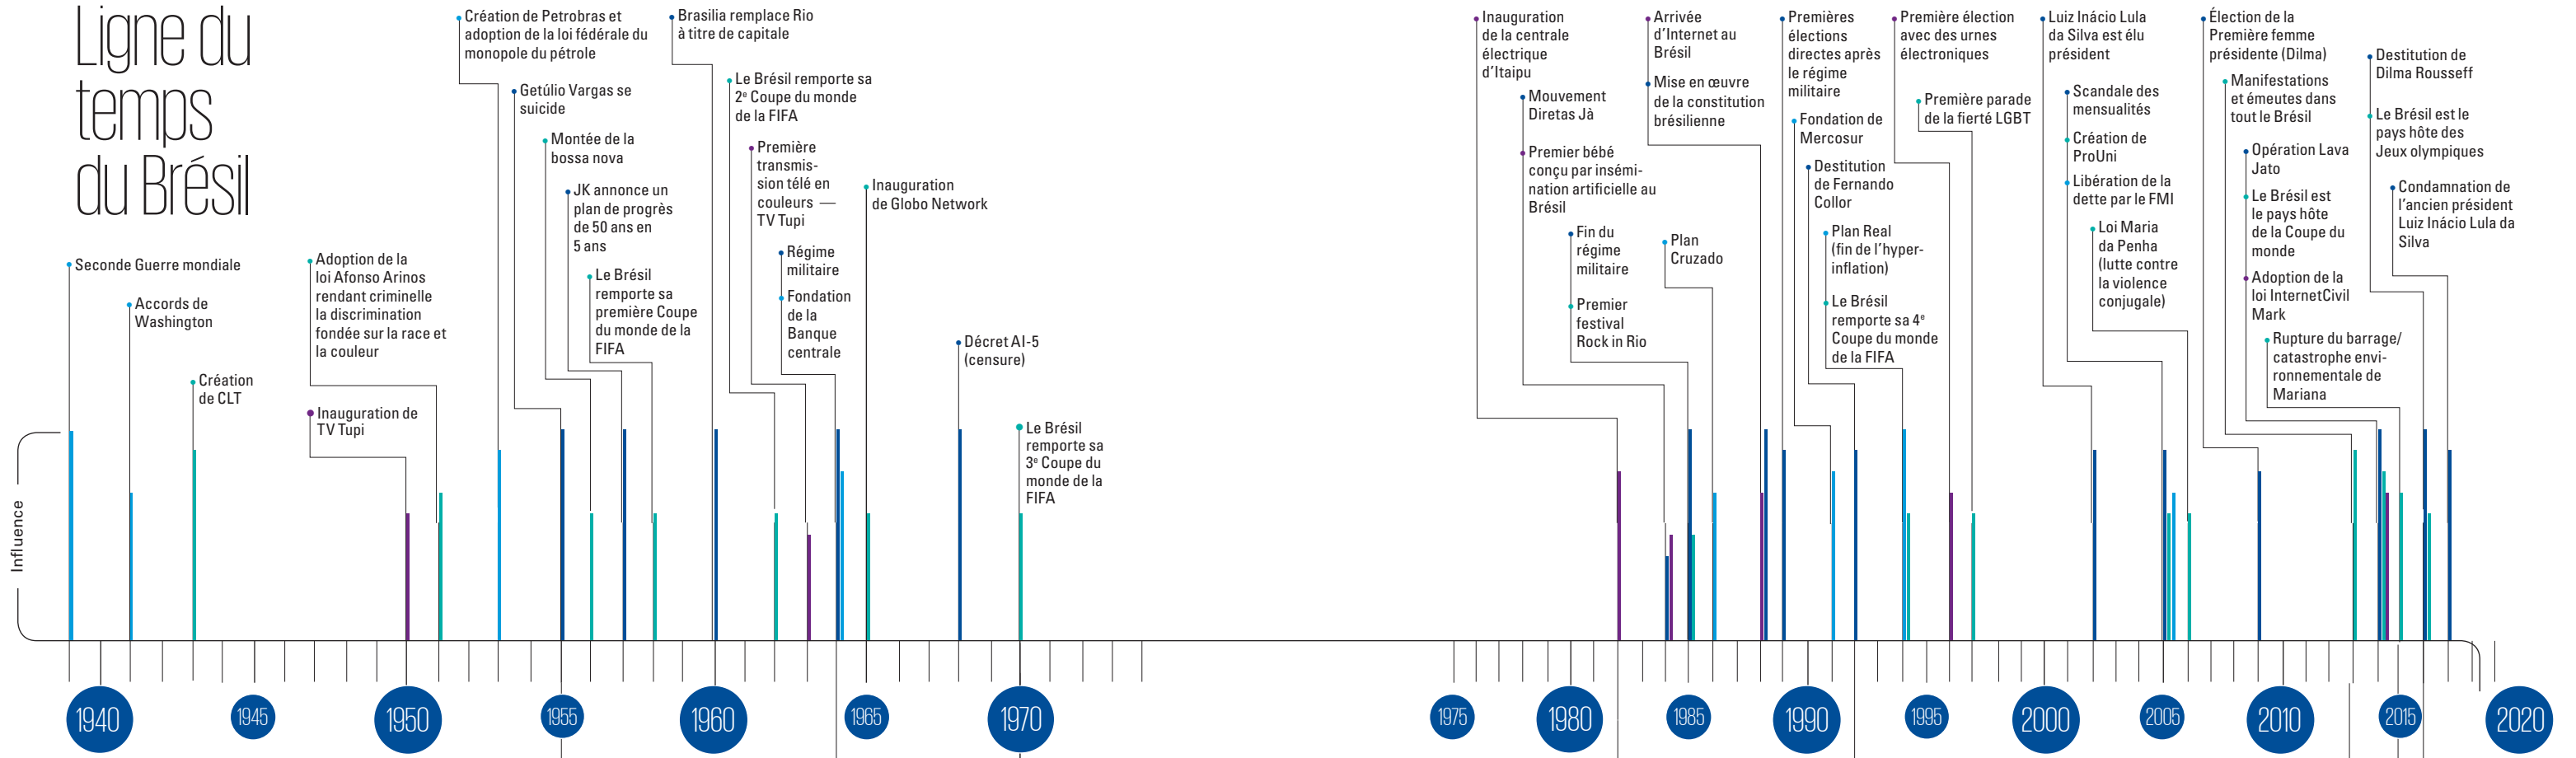 Ligne du
temps
du Brésil
Seconde Guerre mondiale
Accords de
Washington
Création
de CLT
Adoption de la
loi Afonso Arinos
rendant criminelle
la discrimination
fondée sur la race et
la couleur
Inauguration de
TV Tupi
Création de Petrobras et
adoption de la loi fédérale du
monopole du pétrole
Getúlio Vargas se
suicide
Montée de la
bossa nova
JK annonce un
plan de progrès
de 50 ans en
5 ans
Le Brésil
remporte sa
première Coupe
du monde de la
FIFA
Brasilia remplace Rio
à titre de capitale
Le Brésil remporte sa
2e Coupe du monde
de la FIFA
Première
transmis-
sion télé en
couleurs —
TV Tupi
Régime
militaire
Fondation
de la
Banque
centrale
Inauguration
de Globo Network
Décret AI-5
(censure)
Le Brésil
remporte sa
3e Coupe du
monde de la
FIFA
Inauguration
de la centrale
électrique
d'Itaipu
Mouvement
Diretas Jà
Premier bébé
conçu par insémi-
nation artificielle au
Brésil
Fin du
régime
militaire
Premier
festival
Rock in Rio
Arrivée
d'Internet au
Brésil
Mise en œuvre
de la constitution
brésilienne
Plan
Cruzado
Premières
élections
directes après
le régime
militaire
Fondation de
Mercosur
Destitution
de Fernando
Collor
Plan Real
(fin de l'hyper-
inflation)
Le Brésil
remporte sa 4e
Coupe du monde
de la FIFA
Première élection
avec des urnes
électroniques
Première parade
de la fierté LGBT
Luiz Inácio Lula
da Silva est élu
président
Scandale des
mensualités
Création de
ProUni
Libération de la
dette par le FMI
Loi Maria
da Penha
(lutte contre
la violence
conjugale)
Élection de la
Première femme
présidente (Dilma)
Manifestations
et émeutes dans
tout le Brésil
Opération Lava
Jato
Le Brésil est
le pays hôte
de la Coupe du
monde
Adoption de la
loi InternetCivil
Mark
Rupture du barrage/
catastrophe envi-
ronnementale de
Mariana
Destitution de
Dilma Rousseff
Le Brésil est le
pays hôte des
Jeux olympiques
Condamnation de
l'ancien président
Luiz Inácio Lula da
Silva
Influence
1940
1945
1950
1955
1960
1965
1970
1975
1980
1985
1990
1995
2000
2005
2010
2015
2020